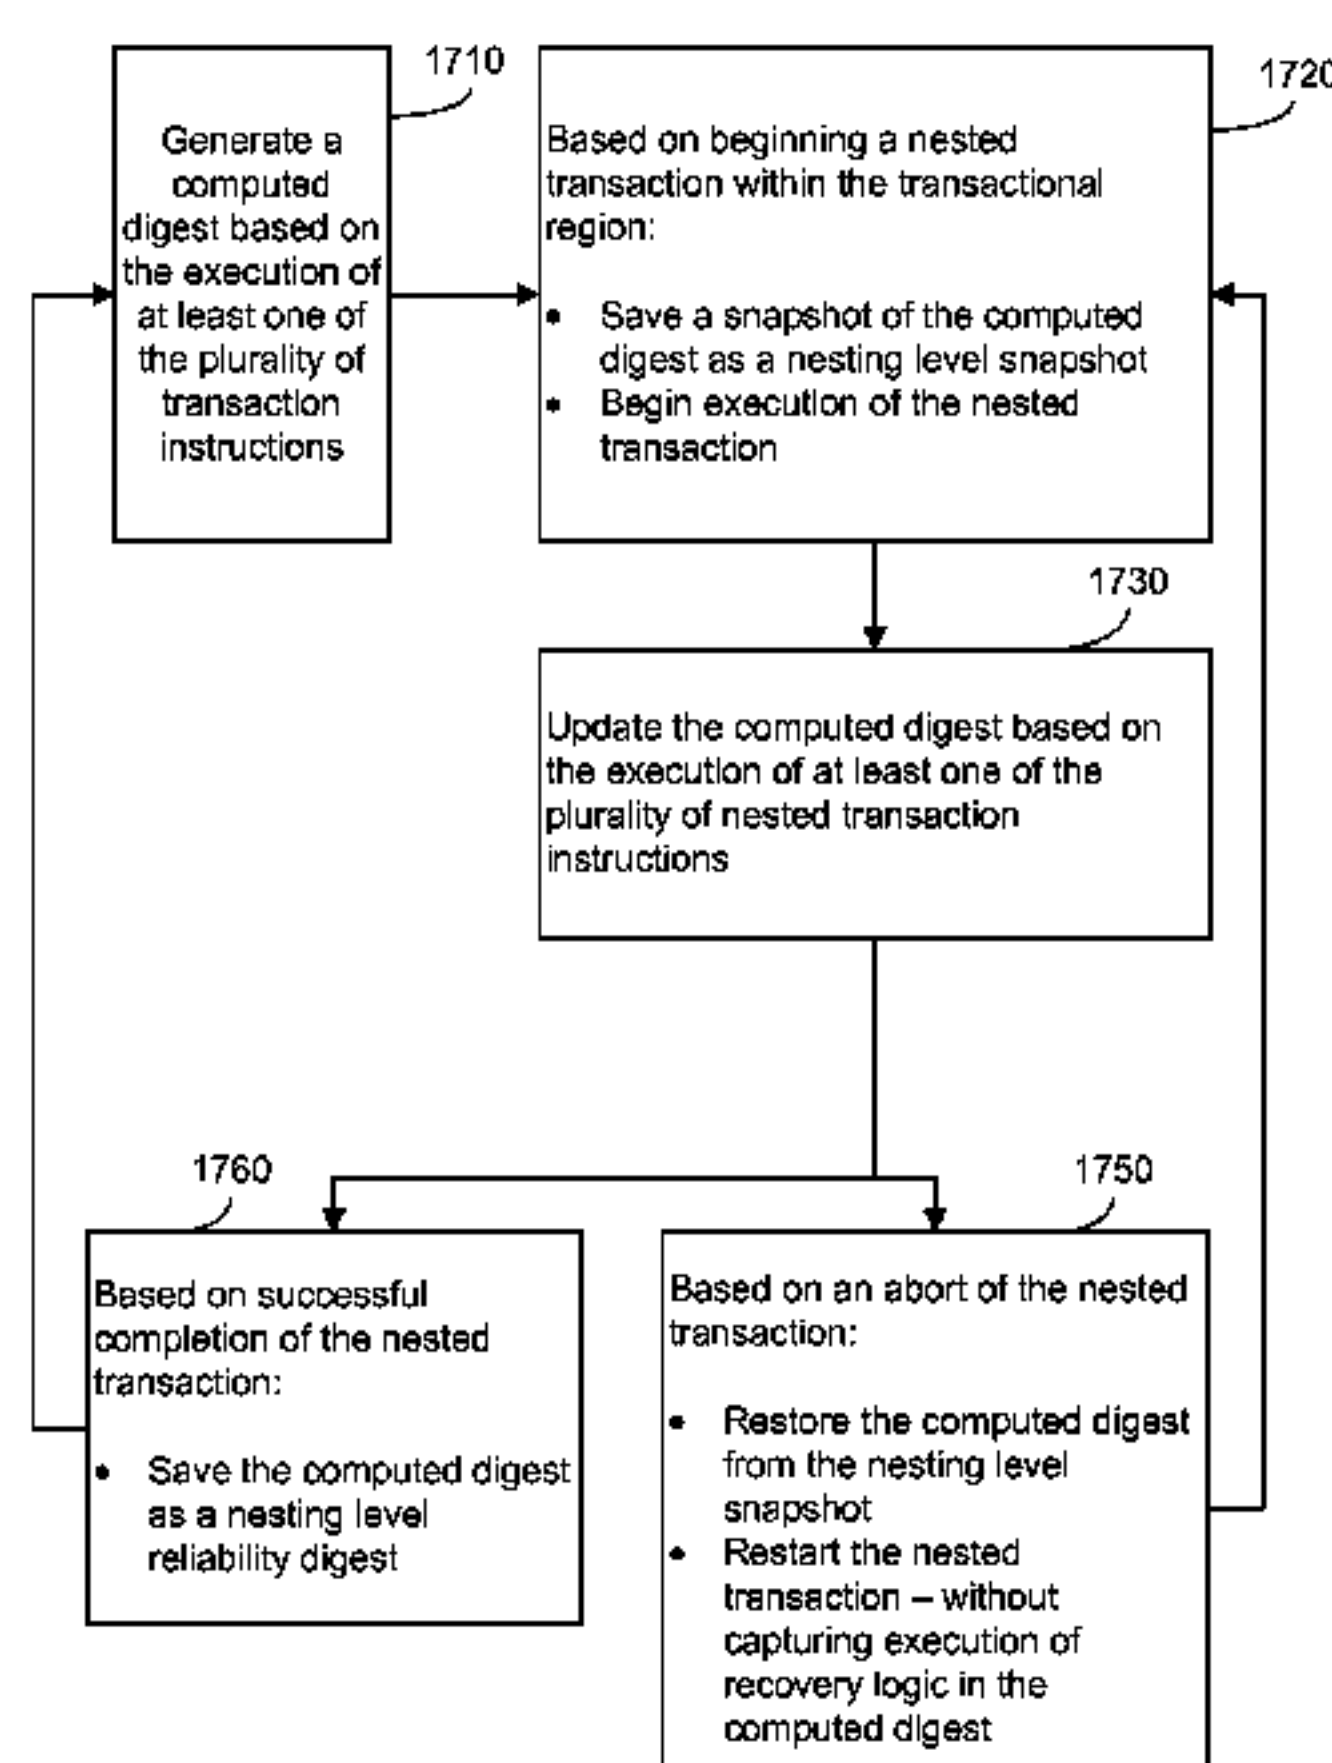 1710
Generate a
computed
digest based on
the execution of
at least one of
the plurality of
transaction
instructions
1720
Based on beginning a nested
transaction within the transactional
region:
• Save a snapshot of the computed
digest as a nesting level snapshot
• Begin execution of the nested
transaction
1730
Update the computed digest based on
the execution of at least one of the
plurality of nested transaction
instructions
1760
Based on successful
completion of the nested
transaction:
• Save the computed digest
as a nesting level
reliability digest
1750
Based on an abort of the nested
transaction:
• Restore the computed digest
from the nesting level
snapshot
• Restart the nested
transaction – without
capturing execution of
recovery logic in the
computed digest